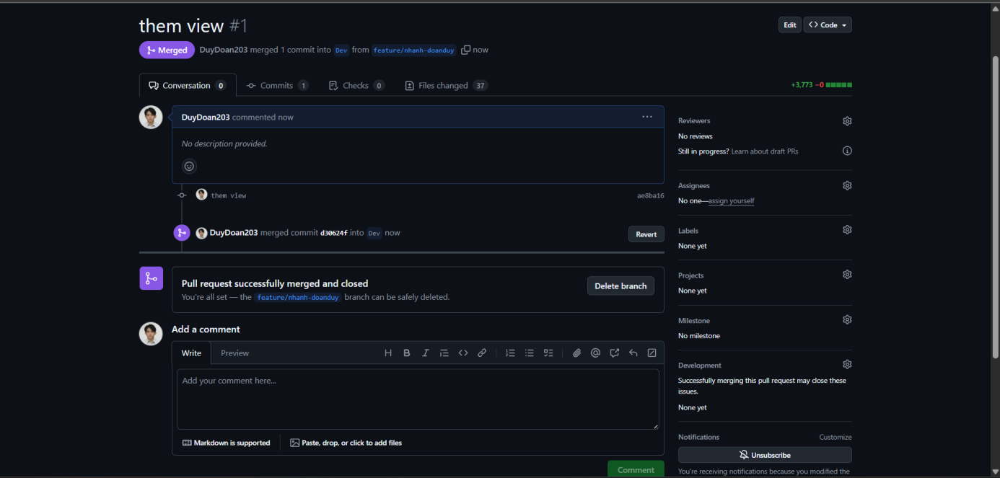 them view #1
Edit
Code
Merged
DuyDoan203 merged 1 commit into Dev from feature/nhanh-doanduy now
Conversation 0
Commits 1
Checks 0
Files changed 37
+3,773 −0
DuyDoan203 commented now
No description provided.
them view
ae8ba16
DuyDoan203 merged commit d30624f into Dev now
Revert
Pull request successfully merged and closed
You're all set — the feature/nhanh-doanduy branch can be safely deleted.
Delete branch
Add a comment
Write
Preview
Add your comment here...
Markdown is supported
Paste, drop, or click to add files
Comment
Reviewers
No reviews
Still in progress? Learn about draft PRs
Assignees
No one—assign yourself
Labels
None yet
Projects
None yet
Milestone
No milestone
Development
Successfully merging this pull request may close these
issues.
None yet
Notifications
Customize
Unsubscribe
You're receiving notifications because you modified the